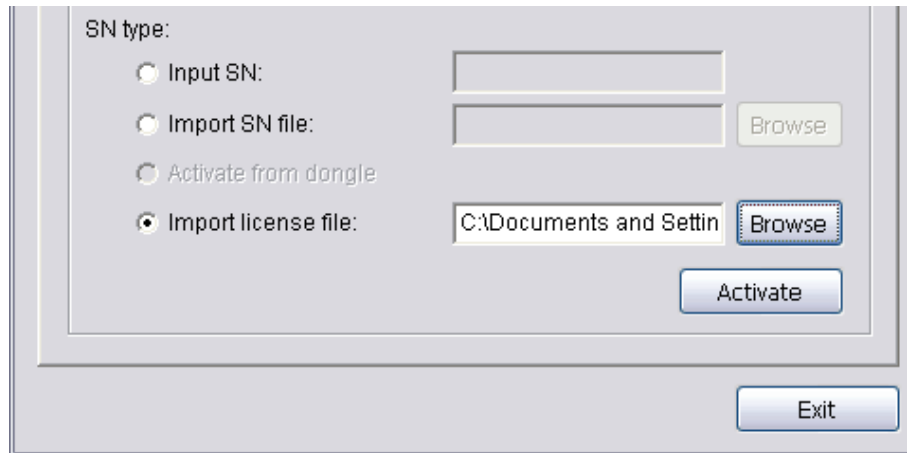 SN type:
Input SN:
Import SN file: Browse
Activate from dongle
Import license file: C:\Documents and Settin Browse
Activate
Exit